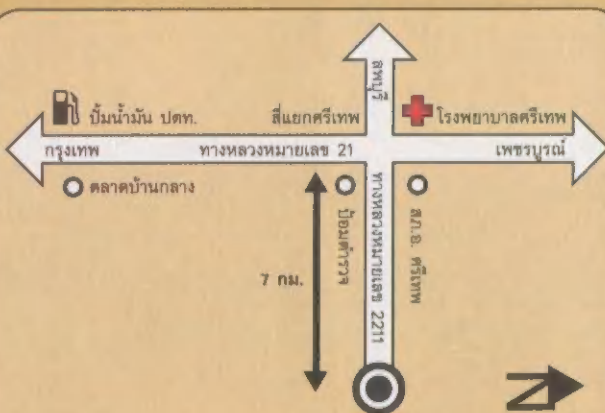 ลพบุรี
ปั้มน้ำมัน ปตท.
สี่แยกศรีเทพ
โรงพยาบาลศรีเทพ
กรุงเทพ
ทางหลวงหมายเลข 21
เพชรบูรณ์
ตลาดบ้านกลาง
ป้อมตำรวจ
ทางหลวงหมายเลข 2211
สภ.อ. ศรีเทพ
7 กม.
N